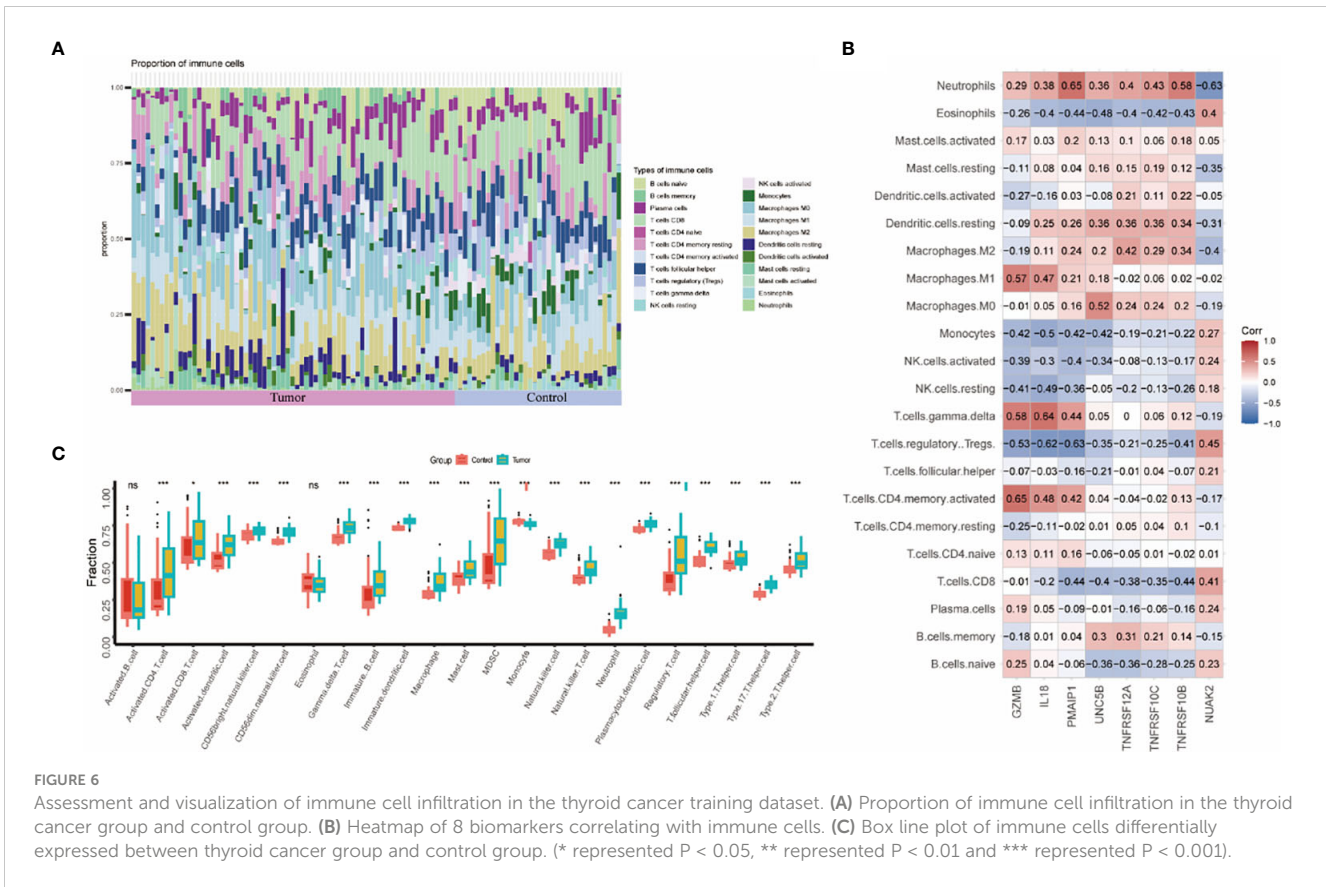 A
Proportion of immune cells
1.00
0.75
0.50
0.25
0.00
proportion
Tumor
Control
Types of immune cells
B cells naive
B cells memory
Plasma cells
T cells CD8
T cells CD4 naive
T cells CD4 memory resting
T cells CD4 memory activated
T cells follicular helper
T cells regulatory (Tregs)
T cells gamma delta
NK cells resting
NK cells activated
Monocytes
Macrophages M0
Macrophages M1
Macrophages M2
Dendritic cells resting
Dendritic cells activated
Mast cells resting
Mast cells activated
Eosinophils
Neutrophils
B
Neutrophils 0.29 0.38 0.65 0.36 0.4 0.43 0.58 −0.63
Eosinophils −0.26 −0.4 −0.44 −0.48 −0.4 −0.42 −0.43 0.4
Mast.cells.activated 0.17 0.03 0.2 0.13 0.1 0.06 0.18 0.05
Mast.cells.resting −0.11 0.08 0.04 0.16 0.15 0.19 0.12 −0.35
Dendritic.cells.activated −0.27 −0.16 0.03 −0.08 0.21 0.11 0.22 −0.05
Dendritic.cells.resting −0.09 0.25 0.26 0.36 0.36 0.36 0.34 −0.31
Macrophages.M2 −0.19 0.11 0.24 0.2 0.42 0.29 0.34 −0.4
Macrophages.M1 0.57 0.47 0.21 0.18 −0.02 0.06 0.02 −0.02
Macrophages.M0 −0.01 0.05 0.16 0.52 0.24 0.24 0.2 −0.19
Monocytes −0.42 −0.5 −0.42 −0.42 −0.19 −0.21 −0.22 0.27
NK.cells.activated −0.39 −0.3 −0.4 −0.34 −0.08 −0.13 −0.17 0.24
NK.cells.resting −0.41 −0.49 −0.36 −0.05 −0.2 −0.13 −0.26 0.18
T.cells.gamma.delta 0.58 0.64 0.44 0.05 0 0.06 0.12 −0.19
T.cells.regulatory..Tregs. −0.53 −0.62 −0.63 −0.35 −0.21 −0.25 −0.41 0.45
T.cells.follicular.helper −0.07 −0.03 −0.16 −0.21 −0.01 0.04 −0.07 0.21
T.cells.CD4.memory.activated 0.65 0.48 0.42 0.04 −0.04 −0.02 0.13 −0.17
T.cells.CD4.memory.resting −0.25 −0.11 −0.02 0.01 0.05 0.04 0.1 −0.1
T.cells.CD4.naive 0.13 0.11 0.16 −0.06 −0.05 0.01 −0.02 0.01
T.cells.CD8 −0.01 −0.2 −0.44 −0.4 −0.38 −0.35 −0.44 0.41
Plasma.cells 0.19 0.05 −0.09 −0.01 −0.16 −0.06 −0.16 0.24
B.cells.memory −0.18 0.01 0.04 0.3 0.31 0.21 0.14 −0.15
B.cells.naive 0.25 0.04 −0.06 −0.36 −0.36 −0.28 −0.25 0.23
GZMB IL18 PMAIP1 UNC5B TNFRSF12A TNFRSF10C TNFRSF10B NUAK2
Corr
1.0
0.5
0.0
−0.5
−1.0
C
Group Control Tumor
ns *** * *** *** *** ns *** *** *** *** *** *** *** *** *** *** *** *** *** *** *** ***
1.00
0.75
0.50
0.25
0.00
Fraction
Activated.B.cell
Activated.CD4.T.cell
Activated.CD8.T.cell
Activated.dendritic.cell
CD56bright.natural.killer.cell
CD56dim.natural.killer.cell
Eosinophil
Gamma.delta.T.cell
Immature..B.cell
Immature.dendritic.cell
Macrophage
Mast.cell
MDSC
Monocyte
Natural.killer.cell
Natural.killer.T.cell
Neutrophil
Plasmacytoid.dendritic.cell
Regulatory.T.cell
T.follicular.helper.cell
Type.1.T.helper.cell
Type.17.T.helper.cell
Type.2.T.helper.cell
FIGURE 6
Assessment and visualization of immune cell infiltration in the thyroid cancer training dataset. (A) Proportion of immune cell infiltration in the thyroid
cancer group and control group. (B) Heatmap of 8 biomarkers correlating with immune cells. (C) Box line plot of immune cells differentially
expressed between thyroid cancer group and control group. (* represented P < 0.05, ** represented P < 0.01 and *** represented P < 0.001).